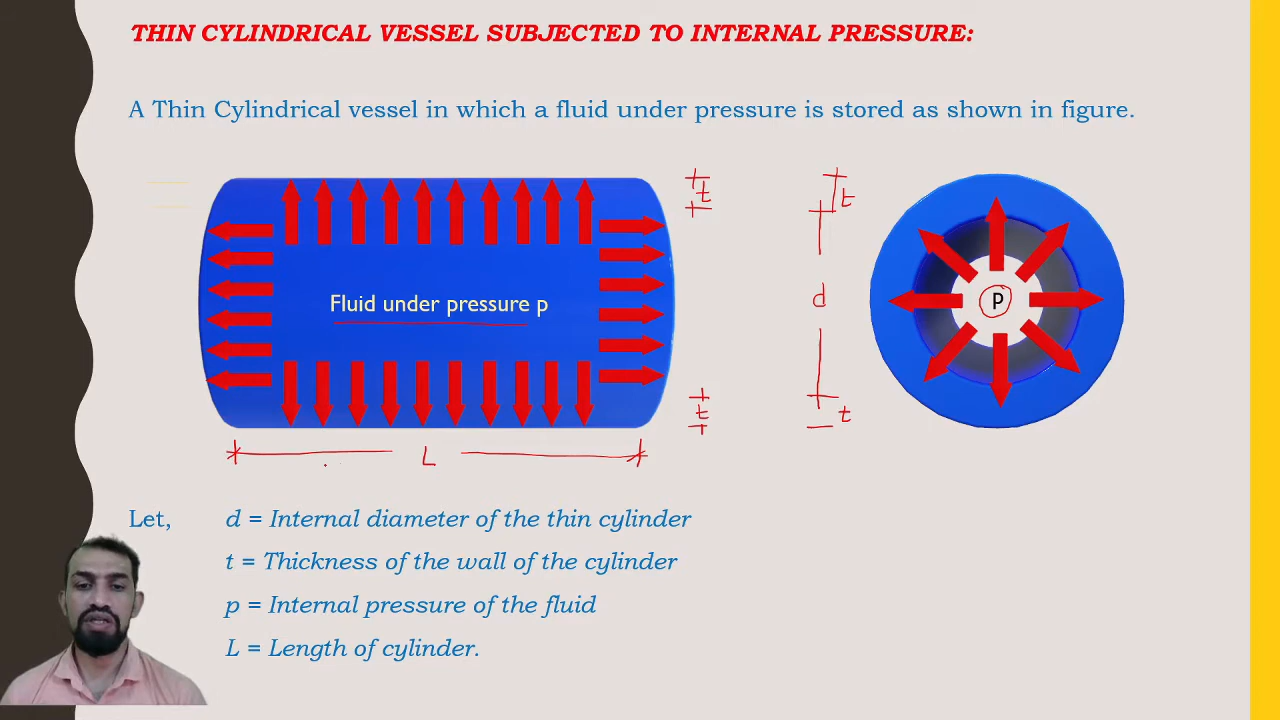 THIN CYLINDRICAL VESSEL SUBJECTED TO INTERNAL PRESSURE:
A Thin Cylindrical vessel in which a fluid under pressure is stored as shown in figure.
t
t
Fluid under pressure p
d
P
t
t
L
Let, d = Internal diameter of the thin cylinder
t = Thickness of the wall of the cylinder
p = Internal pressure of the fluid
L = Length of cylinder.